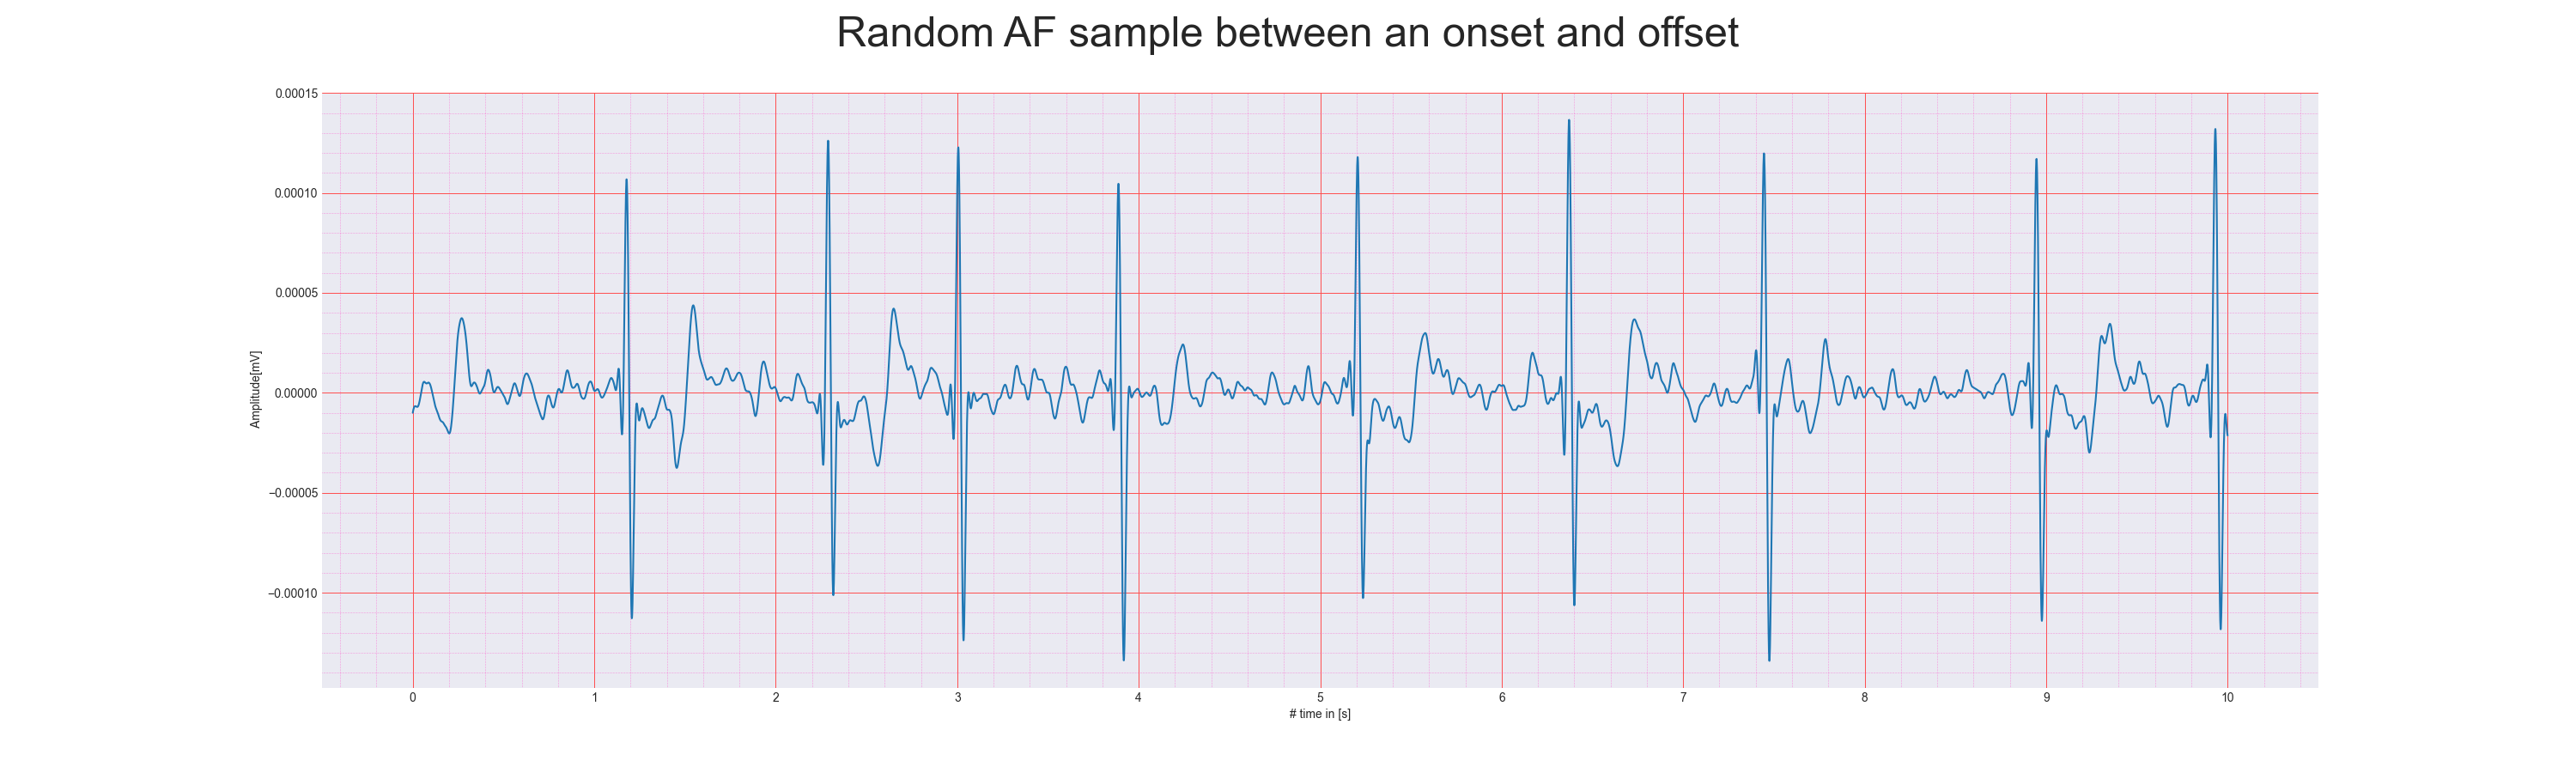 Random AF sample between an onset and offset
0.00015
0.00010
0.00005
0.00000
−0.00005
−0.00010
Amplitude[mV]
0 1 2 3 4 5 6 7 8 9 10
# time in [s]